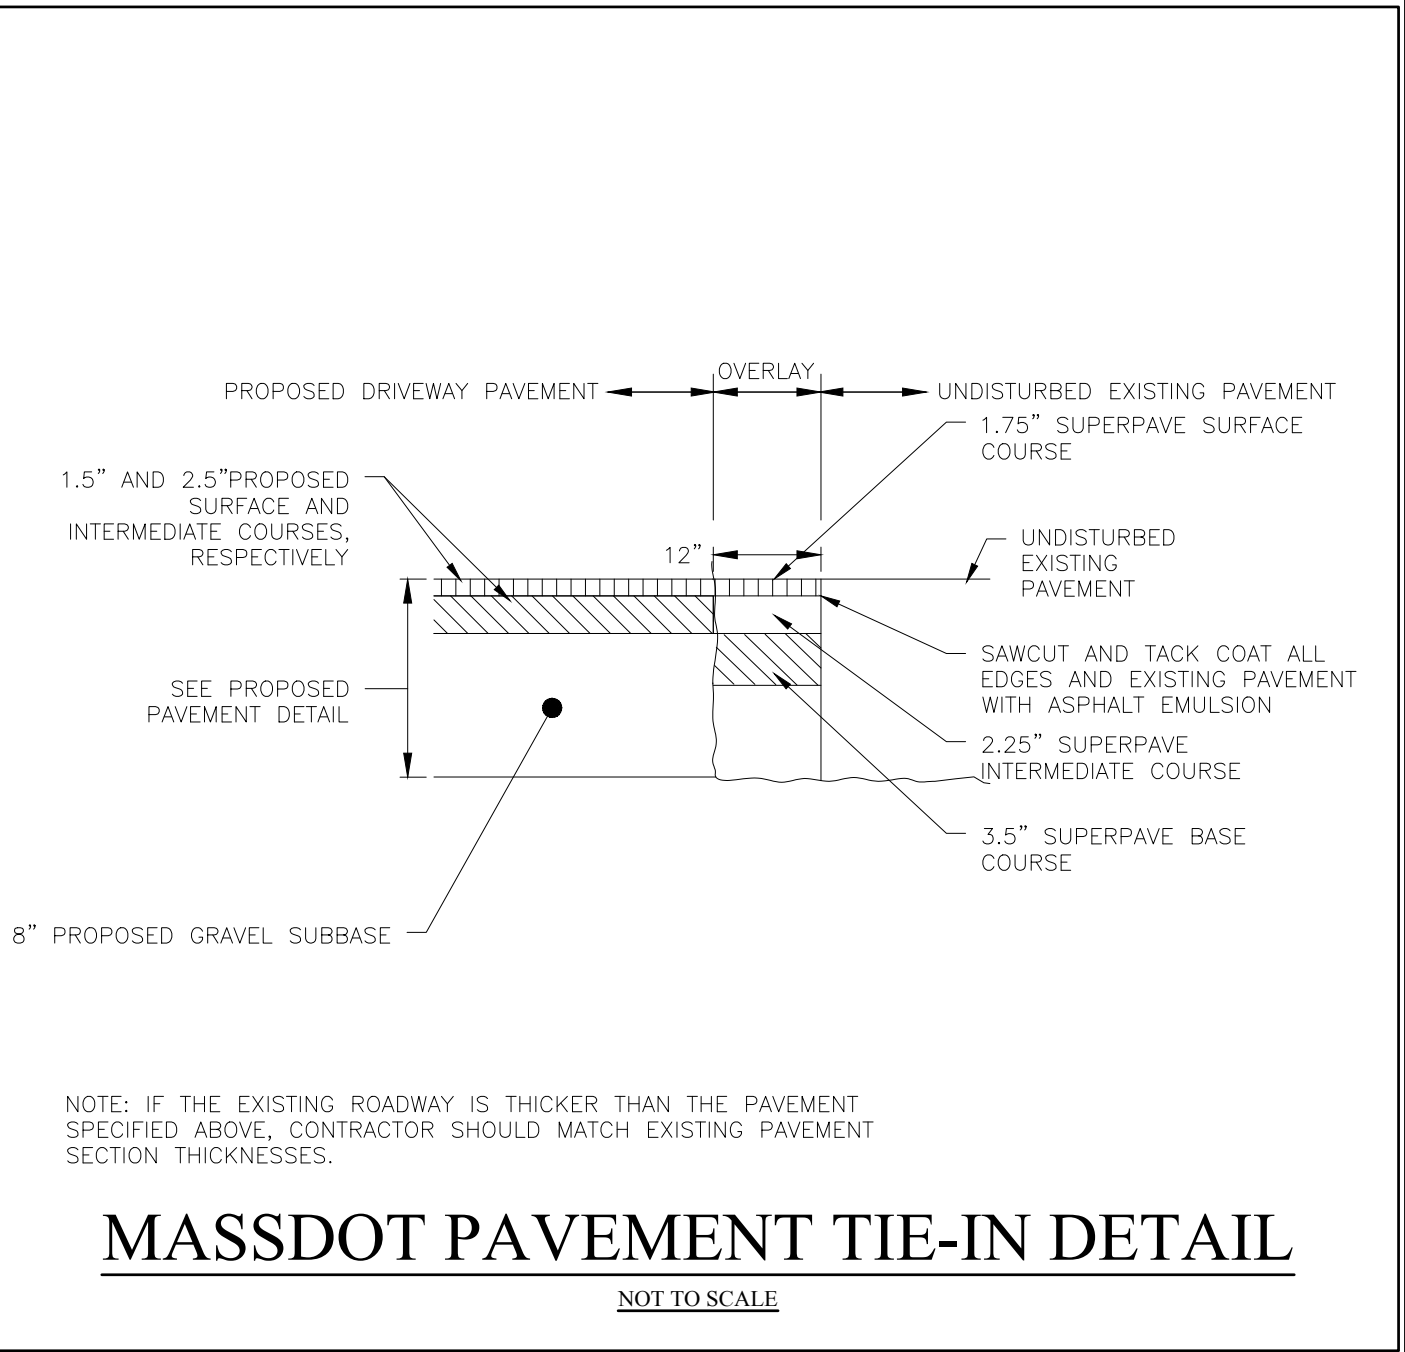 OVERLAY
PROPOSED DRIVEWAY PAVEMENT
UNDISTURBED EXISTING PAVEMENT
1.75” SUPERPAVE SURFACE
COURSE
1.5” AND 2.5”PROPOSED
SURFACE AND
INTERMEDIATE COURSES,
RESPECTIVELY
12”
UNDISTURBED
EXISTING
PAVEMENT
SAWCUT AND TACK COAT ALL
EDGES AND EXISTING PAVEMENT
WITH ASPHALT EMULSION
SEE PROPOSED
PAVEMENT DETAIL
2.25” SUPERPAVE
INTERMEDIATE COURSE
3.5” SUPERPAVE BASE
COURSE
8” PROPOSED GRAVEL SUBBASE
NOTE: IF THE EXISTING ROADWAY IS THICKER THAN THE PAVEMENT
SPECIFIED ABOVE, CONTRACTOR SHOULD MATCH EXISTING PAVEMENT
SECTION THICKNESSES.
MASSDOT PAVEMENT TIE-IN DETAIL
NOT TO SCALE